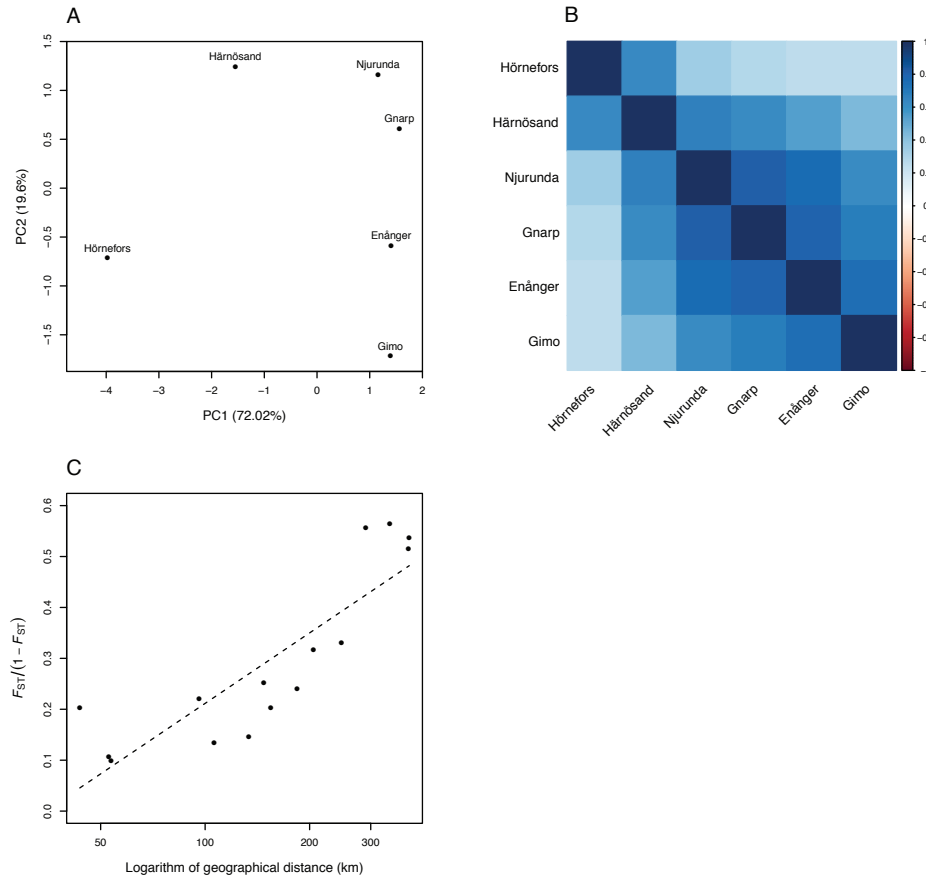 A
Härnösand
Njurunda
Gnarp
Enånger
Hörnefors
Gimo
1.5
1.0
0.5
0.0
−0.5
−1.0
−1.5
PC2 (19.6%)
−4 −3 −2 −1 0 1 2
PC1 (72.02%)
B
Hörnefors
Härnösand
Njurunda
Gnarp
Enånger
Gimo
Hörnefors
Härnösand
Njurunda
Gnarp
Enånger
Gimo
C
0.6
0.5
0.4
0.3
0.2
0.1
0.0
FST/(1 − FST)
50 100 200 300
Logarithm of geographical distance (km)